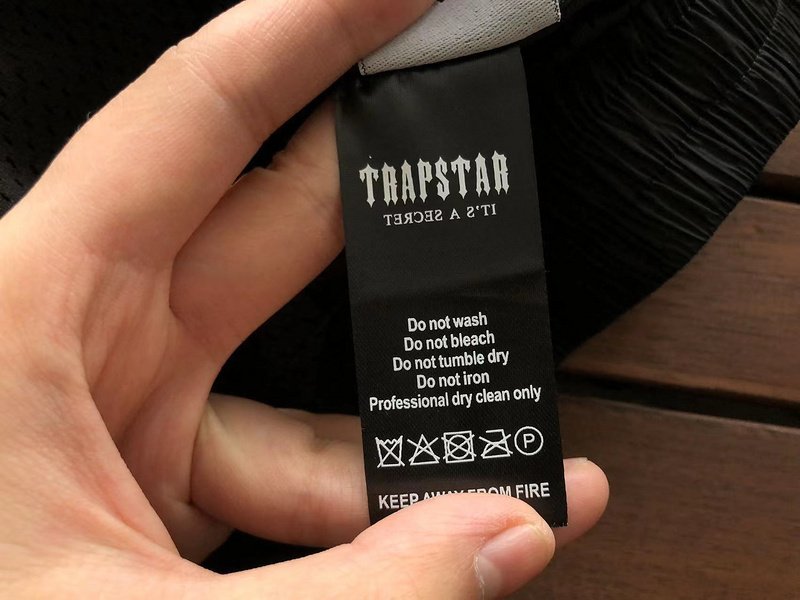 TRAPSTAR
IT'S A SECRET
Do not wash
Do not bleach
Do not tumble dry
Do not iron
Professional dry clean only
P
KEEP AWAY FROM FIRE